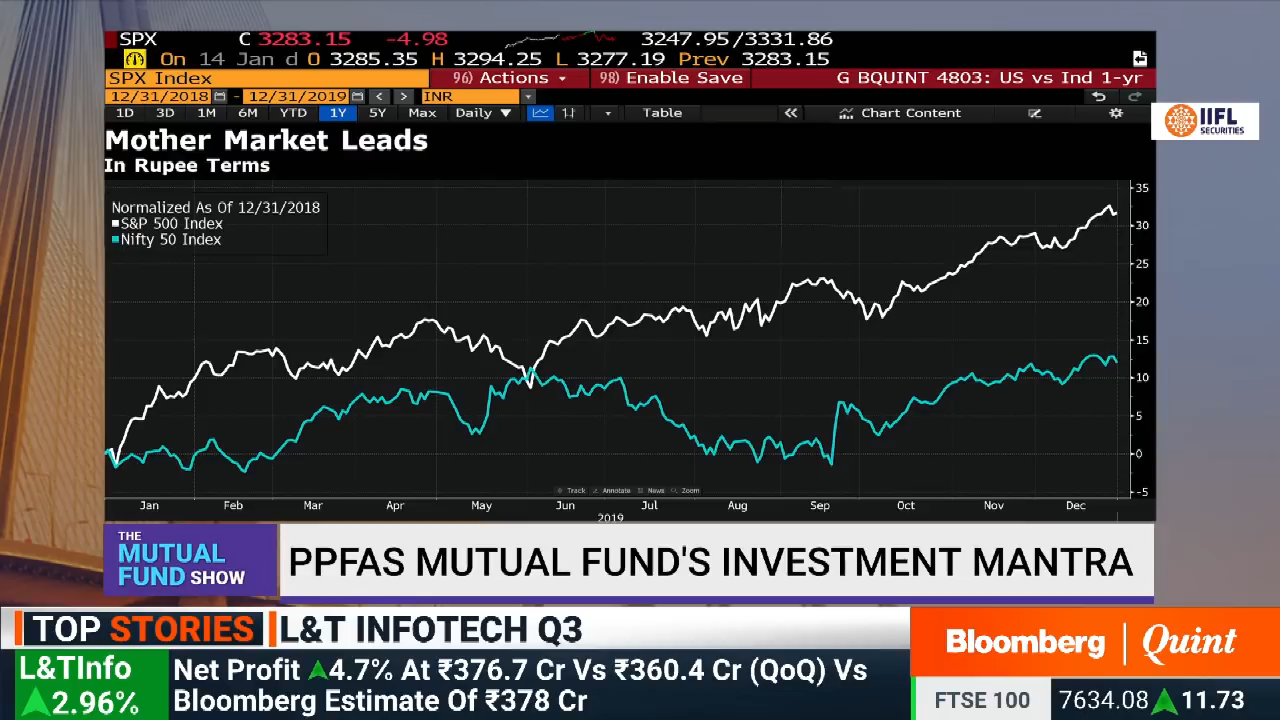 SPX C 3283.15 -4.98 3247.95/3331.86
On 14 Jan d O 3285.35 H 3294.25 L 3277.19 Prev 3283.15
SPX Index 96) Actions 98) Enable Save G BQUINT 4803: US vs Ind 1-yr
12/31/2018 - 12/31/2019 < > INR
1D 3D 1M 6M YTD 1Y 5Y Max Daily ▼ Table « Chart Content
IIFL
SECURITIES
Mother Market Leads
In Rupee Terms
Normalized As Of 12/31/2018
S&P 500 Index
Nifty 50 Index
35
30
25
20
15
10
5
0
-5
Track Annotate News Zoom
Jan Feb Mar Apr May Jun Jul Aug Sep Oct Nov Dec
2019
THE
MUTUAL
FUND SHOW
PPFAS MUTUAL FUND'S INVESTMENT MANTRA
TOP STORIES L&T INFOTECH Q3
L&TInfo
2.96%
Net Profit 4.7% At ₹376.7 Cr Vs ₹360.4 Cr (QoQ) Vs
Bloomberg Estimate Of ₹378 Cr
Bloomberg | Quint
FTSE 100 7634.08 11.73